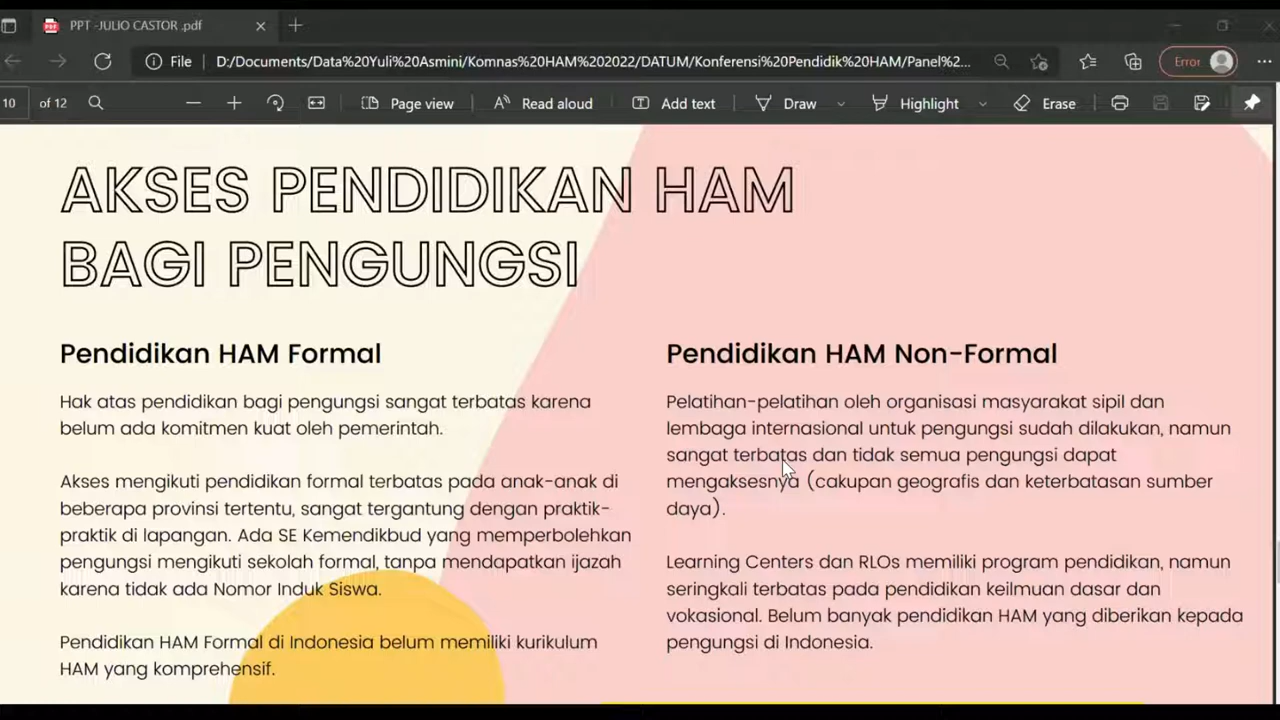 PPT -JULIO CASTOR .pdf
File
D:/Documents/Data%20Yuli%20Asmini/Komnas%20HAM%202022/DATUM/Konferensi%20Pendidik%20HAM/Panel%2...
Error
10 of 12
Page view
Read aloud
Add text
Draw
Highlight
Erase
AKSES PENDIDIKAN HAM
BAGI PENGUNGSI
Pendidikan HAM Formal
Hak atas pendidikan bagi pengungsi sangat terbatas karena
belum ada komitmen kuat oleh pemerintah.
Akses mengikuti pendidikan formal terbatas pada anak-anak di
beberapa provinsi tertentu, sangat tergantung dengan praktik-
praktik di lapangan. Ada SE Kemendikbud yang memperbolehkan
pengungsi mengikuti sekolah formal, tanpa mendapatkan ijazah
karena tidak ada Nomor Induk Siswa.
Pendidikan HAM Formal di Indonesia belum memiliki kurikulum
HAM yang komprehensif.
Pendidikan HAM Non-Formal
Pelatihan-pelatihan oleh organisasi masyarakat sipil dan
lembaga internasional untuk pengungsi sudah dilakukan, namun
sangat terbatas dan tidak semua pengungsi dapat
mengaksesnya (cakupan geografis dan keterbatasan sumber
daya).
Learning Centers dan RLOs memiliki program pendidikan, namun
seringkali terbatas pada pendidikan keilmuan dasar dan
vokasional. Belum banyak pendidikan HAM yang diberikan kepada
pengungsi di Indonesia.